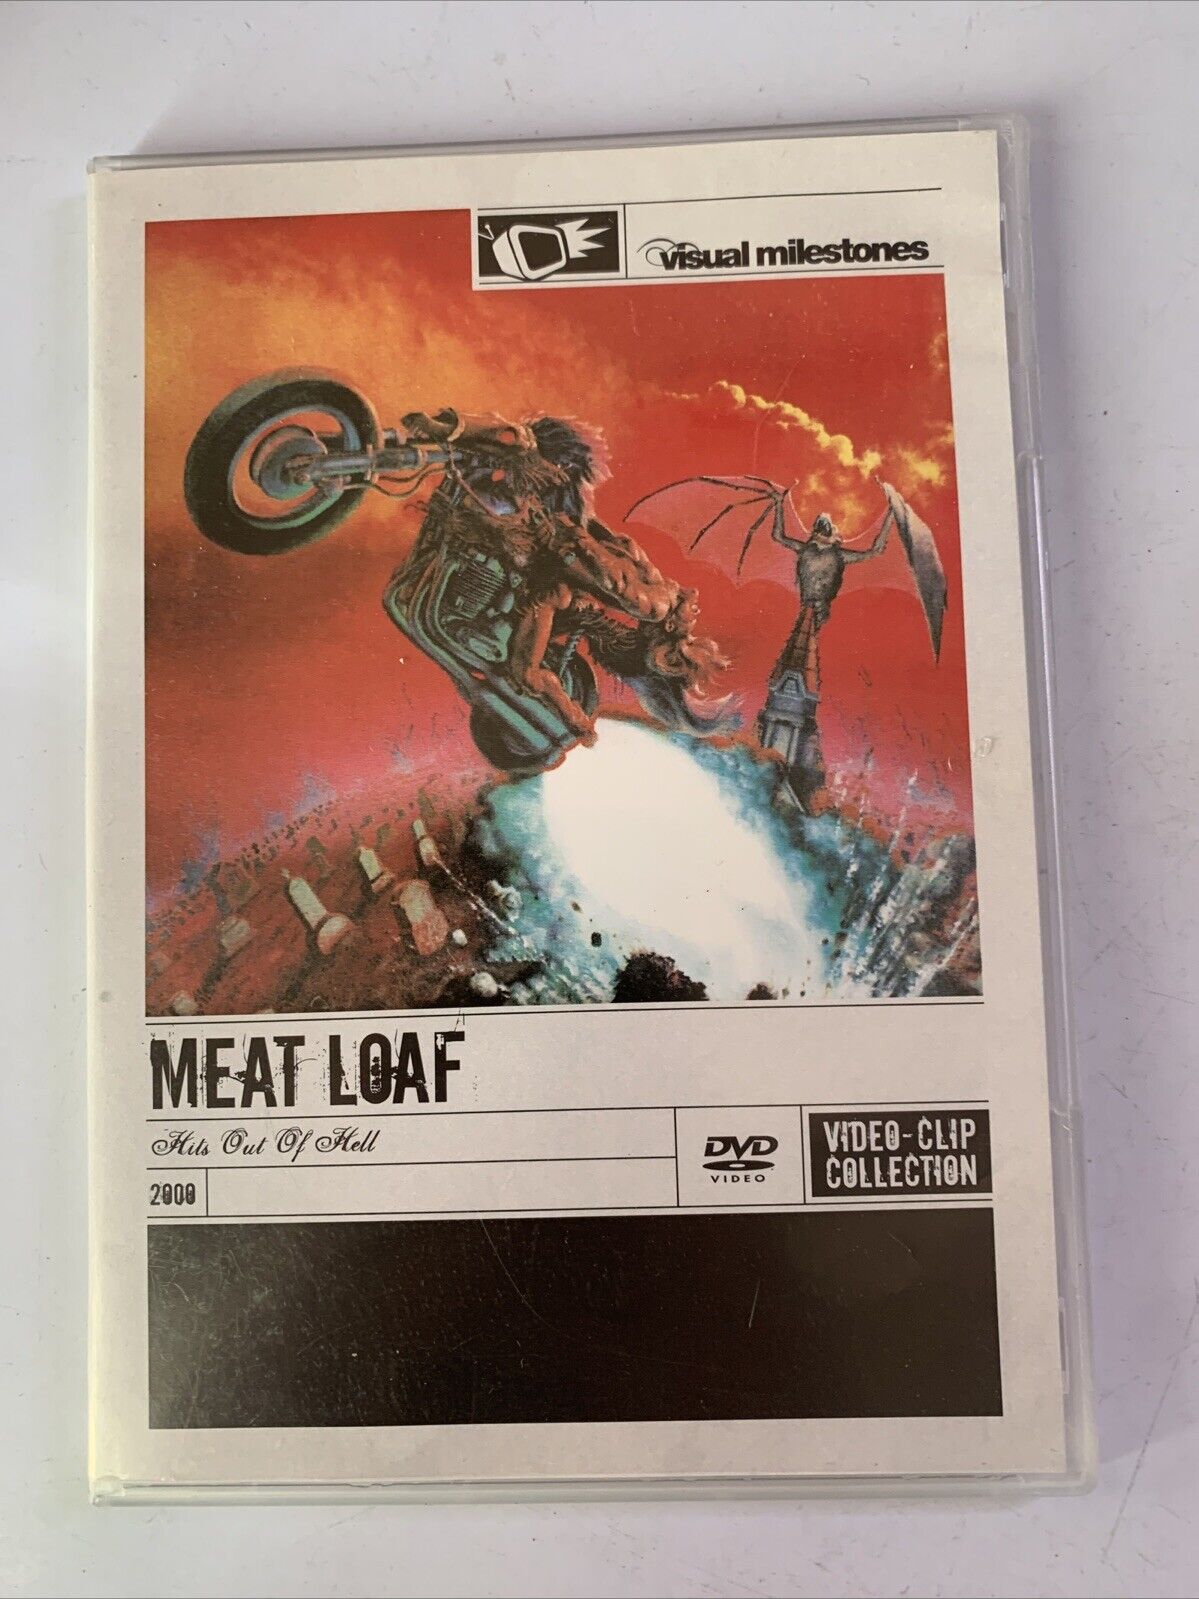 visual milestones
MEAT LOAF
Hits Out Of Hell
2000
DVD
VIDEO
VIDEO-CLIP
COLLECTION